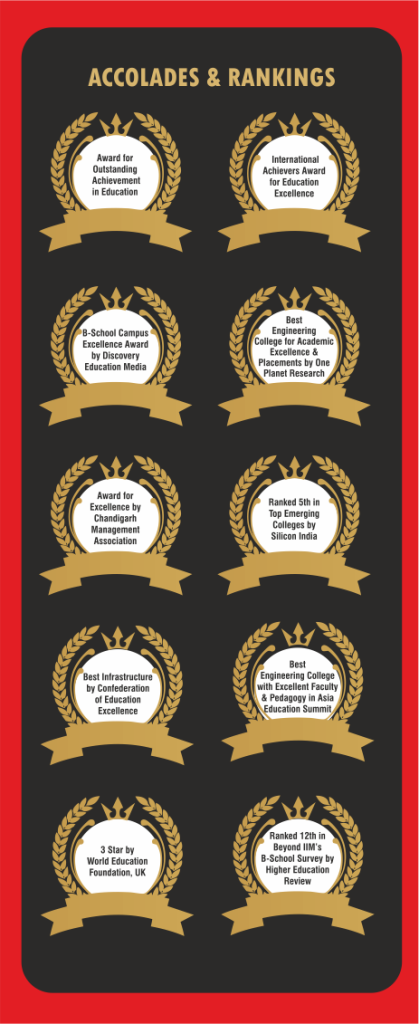 ACCOLADES & RANKINGS
Award for
Outstanding
Achievement
in Education
International
Achievers Award
for Education
Excellence
B-School Campus
Excellence Award
by Discovery
Education Media
Best
Engineering
College for Academic
Excellence &
Placements by One
Planet Research
Award for
Excellence by
Chandigarh
Management
Association
Ranked 5th in
Top Emerging
Colleges by
Silicon India
Best Infrastructure
by Confederation
of Education
Excellence
Best
Engineering College
with Excellent Faculty
& Pedagogy in Asia
Education Summit
3 Star by
World Education
Foundation, UK
Ranked 12th in
Beyond IIM's
B-School Survey by
Higher Education
Review